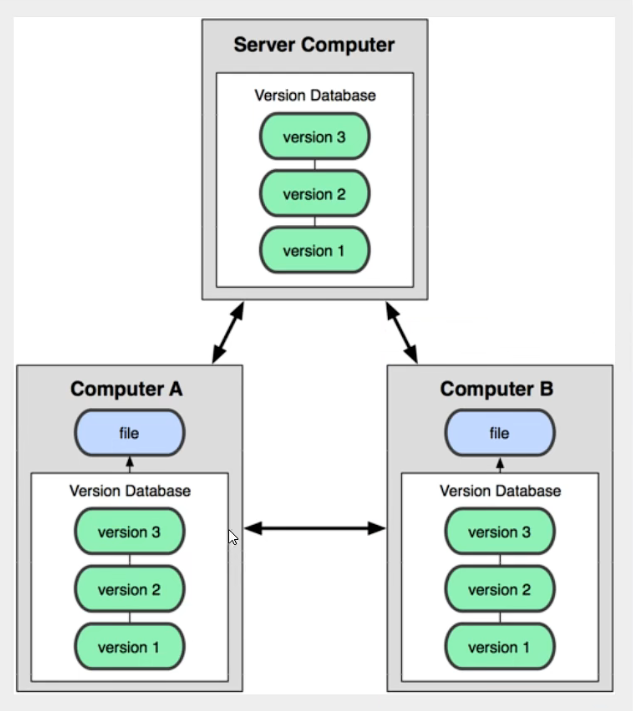 Server Computer
Version Database
version 3
version 2
version 1
Computer A
file
Version Database
version 3
version 2
version 1
Computer B
file
Version Database
version 3
version 2
version 1